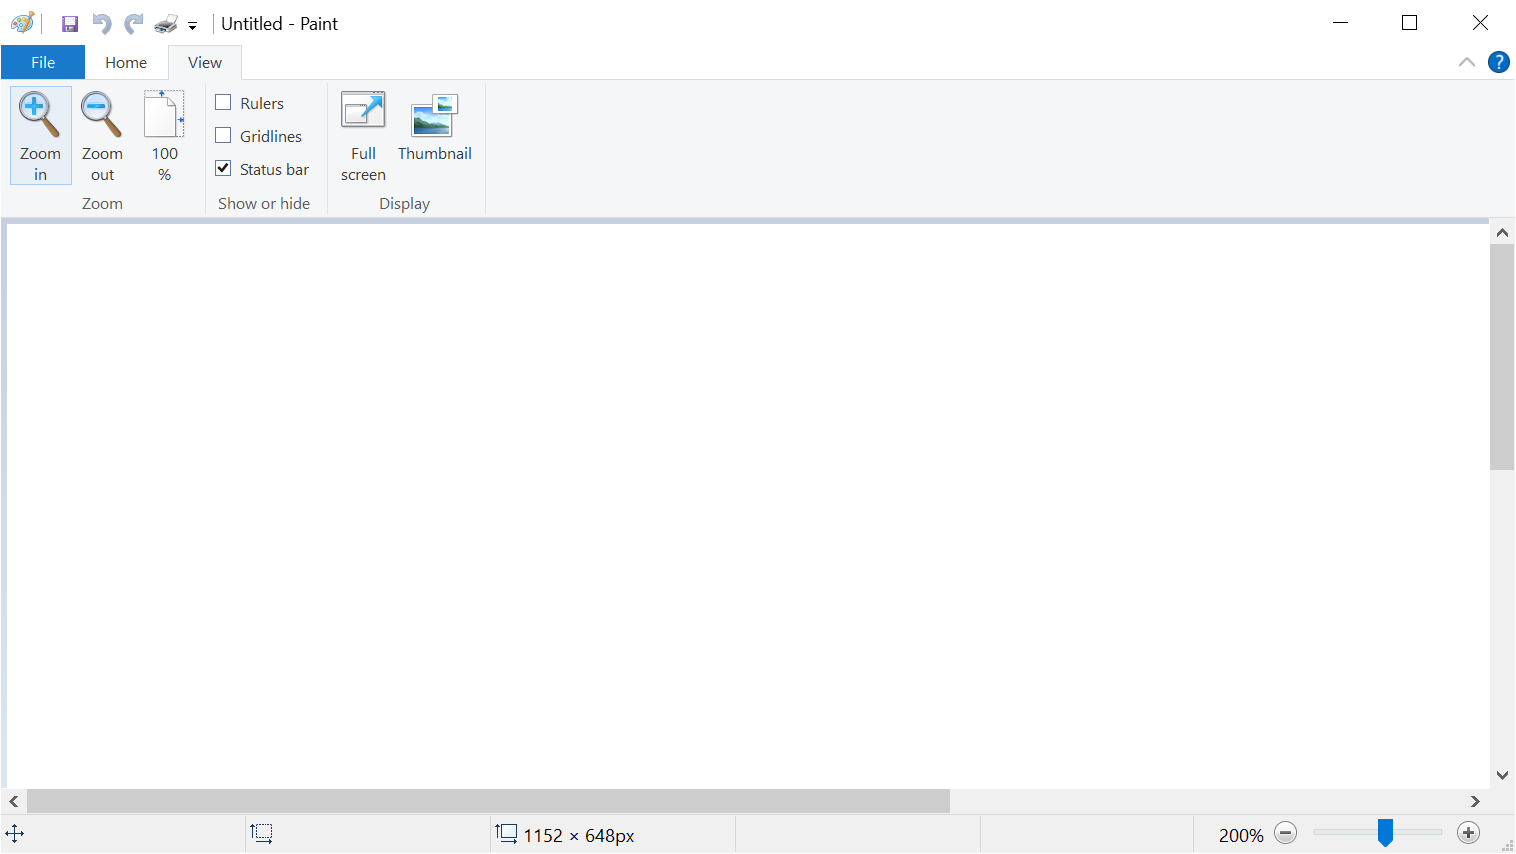 Untitled - Paint
File Home View
Zoom in
Zoom out
100 %
Zoom
Rulers
Gridlines
Status bar
Show or hide
Full screen
Thumbnail
Display
1152 × 648px
200%